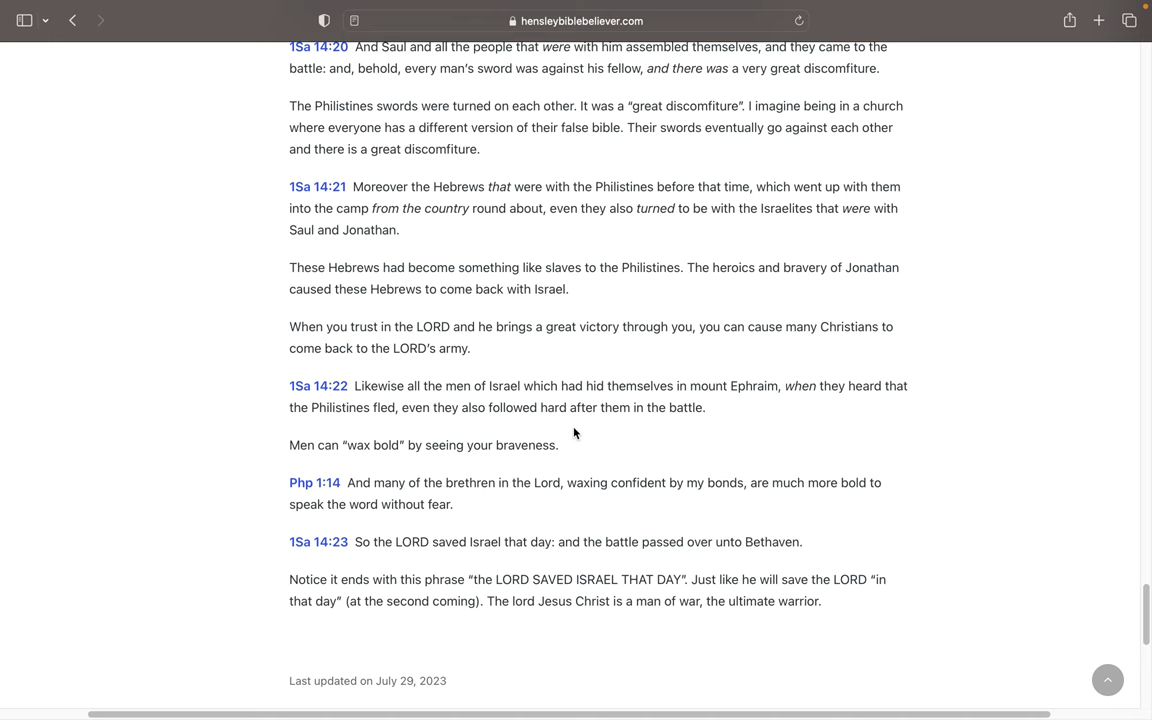 hensleybiblebeliever.com
1Sa 14:20 And Saul and all the people that were with him assembled themselves, and they came to the
battle: and, behold, every man’s sword was against his fellow, and there was a very great discomfiture.
The Philistines swords were turned on each other. It was a “great discomfiture”. I imagine being in a church
where everyone has a different version of their false bible. Their swords eventually go against each other
and there is a great discomfiture.
1Sa 14:21 Moreover the Hebrews that were with the Philistines before that time, which went up with them
into the camp from the country round about, even they also turned to be with the Israelites that were with
Saul and Jonathan.
These Hebrews had become something like slaves to the Philistines. The heroics and bravery of Jonathan
caused these Hebrews to come back with Israel.
When you trust in the LORD and he brings a great victory through you, you can cause many Christians to
come back to the LORD’s army.
1Sa 14:22 Likewise all the men of Israel which had hid themselves in mount Ephraim, when they heard that
the Philistines fled, even they also followed hard after them in the battle.
Men can “wax bold” by seeing your braveness.
Php 1:14 And many of the brethren in the Lord, waxing confident by my bonds, are much more bold to
speak the word without fear.
1Sa 14:23 So the LORD saved Israel that day: and the battle passed over unto Bethaven.
Notice it ends with this phrase “the LORD SAVED ISRAEL THAT DAY”. Just like he will save the LORD “in
that day” (at the second coming). The lord Jesus Christ is a man of war, the ultimate warrior.
Last updated on July 29, 2023